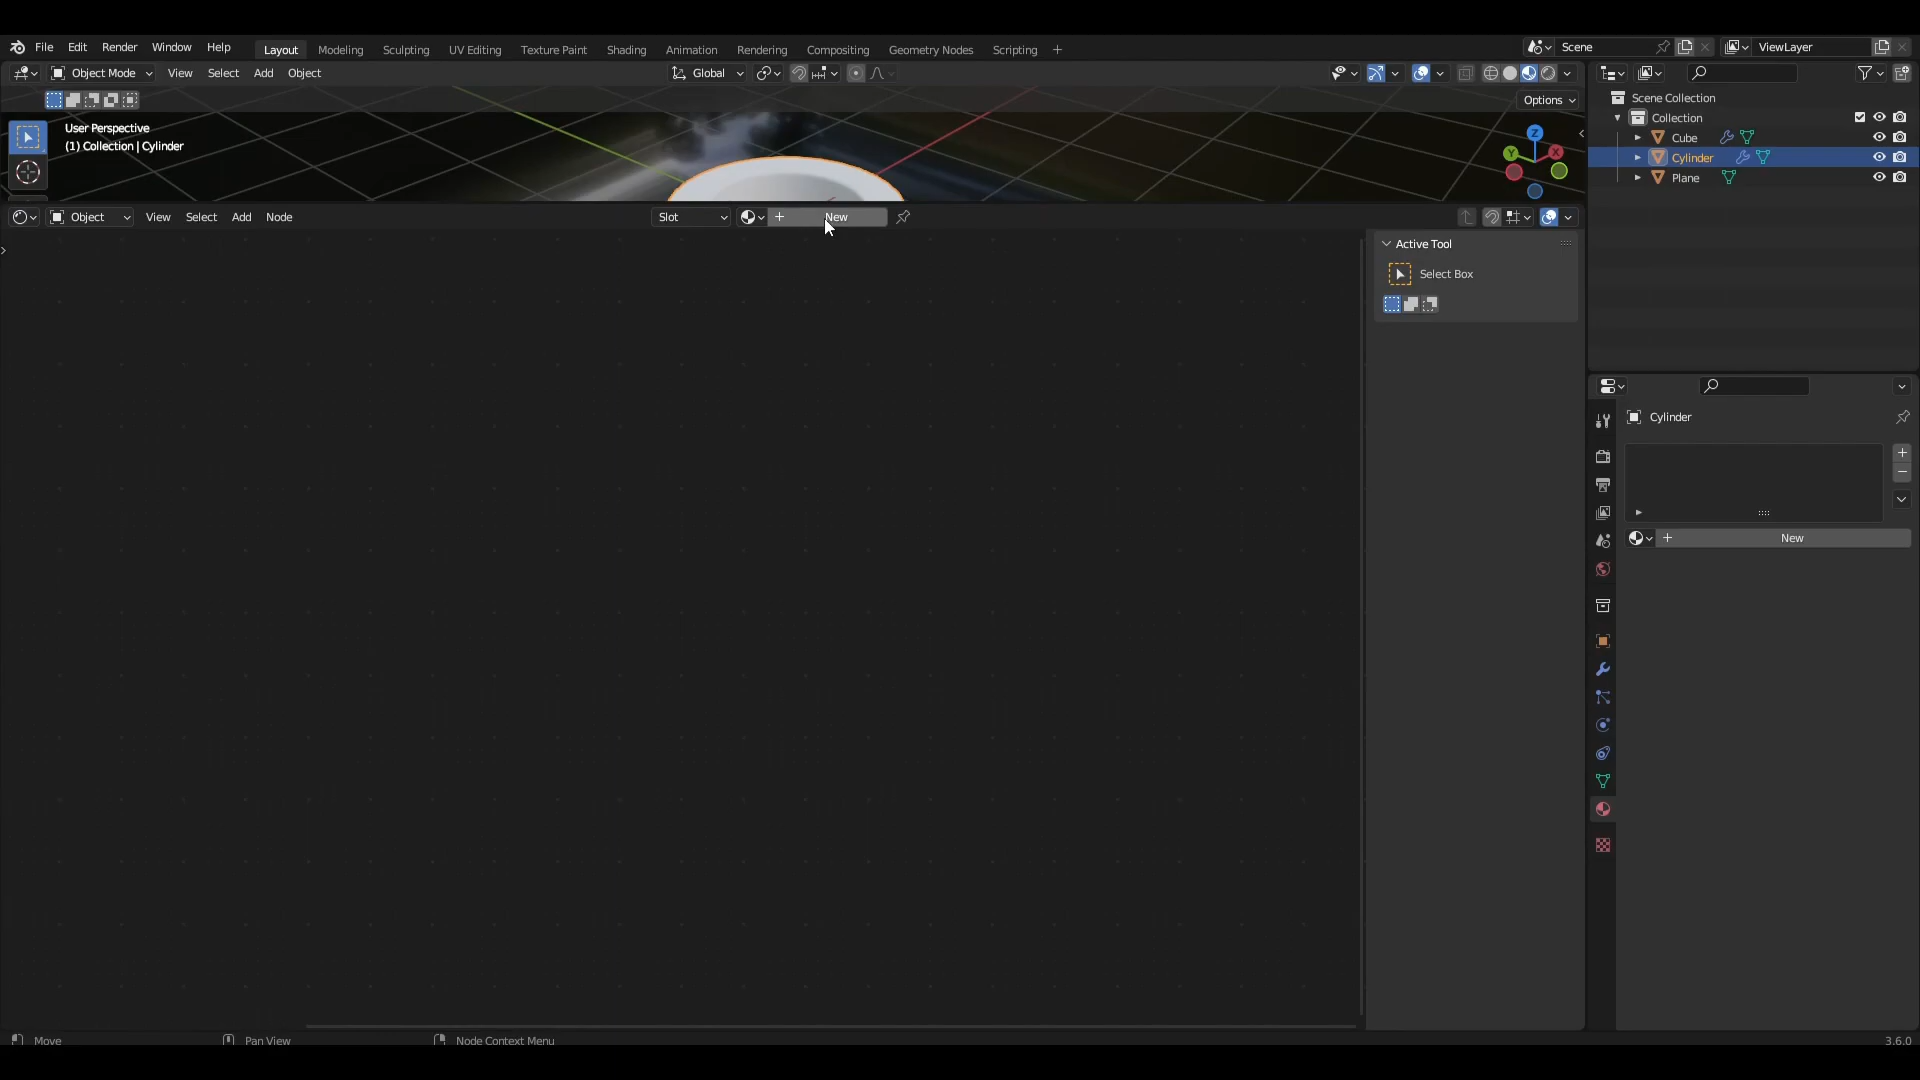 File Edit Render Window Help Layout Modeling Sculpting UV Editing Texture Paint Shading Animation Rendering Compositing Geometry Nodes Scripting + Scene ViewLayer
Object Mode View Select Add Object Global
Options
User Perspective
(1) Collection | Cylinder
Z
Y
X
Scene Collection
Collection
Cube
Cylinder
Plane
Object View Select Add Node Slot + New
Active Tool
Select Box
Cylinder
+ New
Move Pan View Node Context Menu 3.6.0